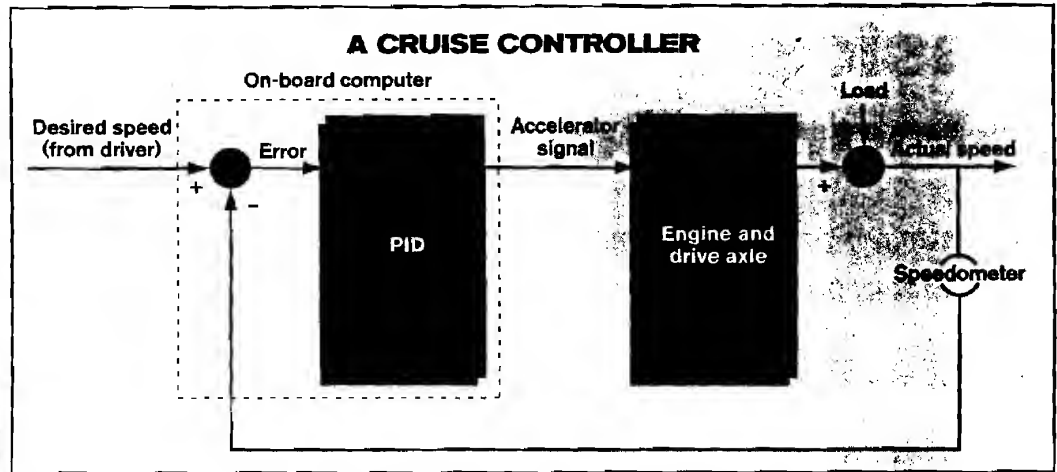 A CRUISE CONTROLLER
On-board computer
Load
Desired speed
(from driver)
Error
Accelerator
signal
Actual speed
+
-
+
PID
Engine and
drive axle
Speedometer